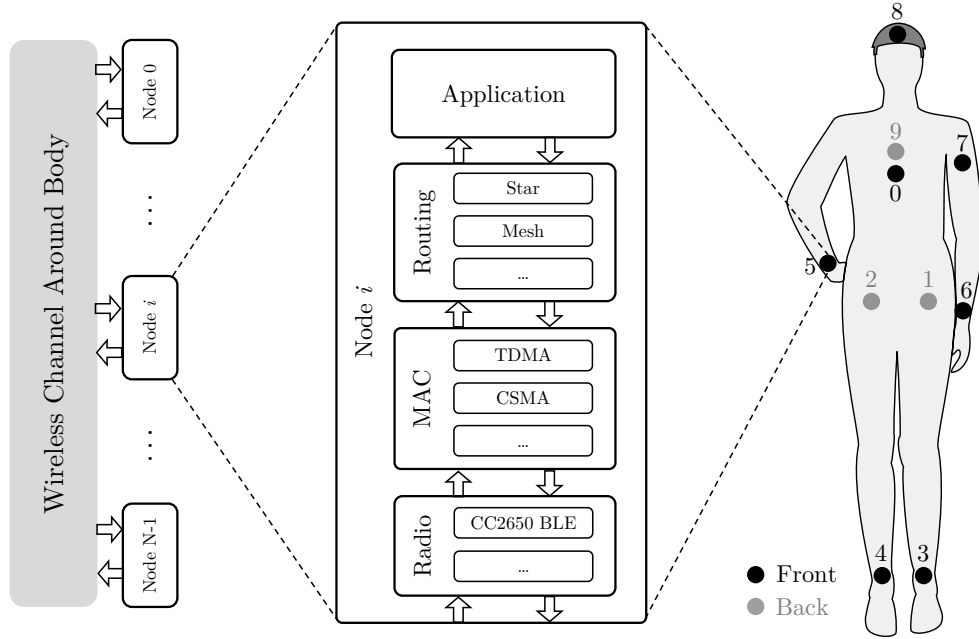 Wireless Channel Around Body
Node 0
...
Node i
...
Node N-1
Node i
Application
Routing
Star
Mesh
...
MAC
TDMA
CSMA
...
Radio
CC2650 BLE
...
8
9
7
0
5
2
1
6
4
3
Front
Back